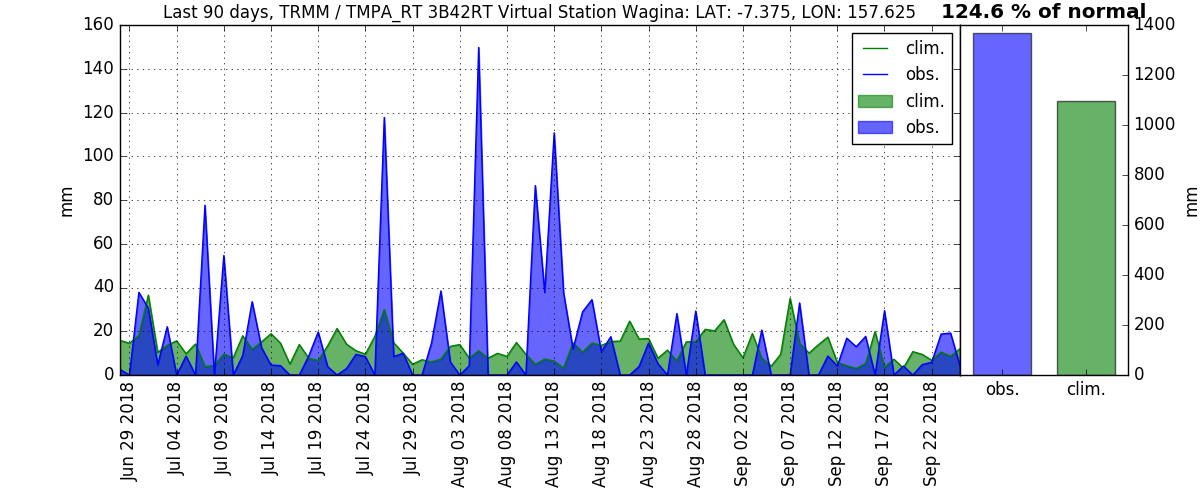 Last 90 days, TRMM / TMPA_RT 3B42RT Virtual Station Wagina: LAT: -7.375, LON: 157.625
124.6 % of normal
160
140
120
100
80
60
40
20
0
mm
clim.
obs.
clim.
obs.
Jun 29 2018
Jul 04 2018
Jul 09 2018
Jul 14 2018
Jul 19 2018
Jul 24 2018
Jul 29 2018
Aug 03 2018
Aug 08 2018
Aug 13 2018
Aug 18 2018
Aug 23 2018
Aug 28 2018
Sep 02 2018
Sep 07 2018
Sep 12 2018
Sep 17 2018
Sep 22 2018
1400
1200
1000
800
600
400
200
0
mm
obs.
clim.